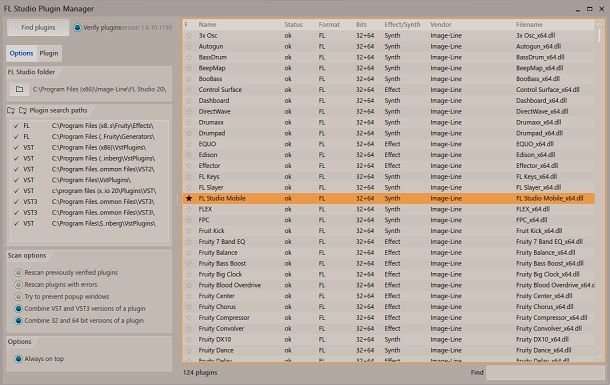 FL Studio Plugin Manager
Find plugins
Verify plugins
version 1.6.10.1193
Options Plugin
FL Studio folder
C:\Program Files (x86)\Image-Line\FL Studio 20\
Plugin search paths
FL C:\Program Files (x8..s\Fruity\Effects\
FL C:\Program Files (.Fruity\Generators\
VST C:\Program Files (x86)\VstPlugins\
VST C:\Program Files (..nberg\VstPlugins\
VST C:\Program Files..ommon Files\VST2\
VST C:\Program Files\VstPlugins\
VST c:\program files (x..io 20\Plugins\VST\
VST3 C:\Program Files..ommon Files\VST3\
VST3 C:\Program Files..ommon Files\VST3\
VST C:\Program Files\S..nberg\VstPlugins\
Scan options
Rescan previously verified plugins
Rescan plugins with errors
Try to prevent popup windows
Combine VST and VST3 versions of a plugin
Combine 32 and 64 bit versions of a plugin
Options
Always on top
F Name Status Format Bits Effect/Synth Vendor Filename
3x Osc ok FL 32+64 Synth Image-Line 3x Osc_x64.dll
Autogun ok FL 32+64 Synth Image-Line Autogun_x64.dll
BassDrum ok FL 32+64 Synth Image-Line BassDrum_x64.dll
BeepMap ok FL 32+64 Synth Image-Line BeepMap_x64.dll
BooBass ok FL 32+64 Synth Image-Line BooBass_x64.dll
Control Surface ok FL 32+64 Effect Image-Line Control Surface_x64.dll
Dashboard ok FL 32+64 Synth Image-Line Dashboard_x64.dll
DirectWave ok FL 32+64 Synth Image-Line DirectWave_x64.dll
Drumaxx ok FL 32+64 Synth Image-Line Drumaxx_x64.dll
Drumpad ok FL 32+64 Synth Image-Line Drumpad_x64.dll
EQUO ok FL 32+64 Effect Image-Line EQUO_x64.dll
Edison ok FL 32+64 Effect Image-Line Edison_x64.dll
Effector ok FL 32+64 Effect Image-Line Effector_x64.dll
FL Keys ok FL 32+64 Synth Image-Line FL Keys_x64.dll
FL Slayer ok FL 32+64 Synth Image-Line FL Slayer_x64.dll
FL Studio Mobile ok FL 32+64 Synth Image-Line FL Studio Mobile_x64.dll
FLEX ok FL 32+64 Synth Image-Line FLEX_x64.dll
FPC ok FL 32+64 Synth Image-Line FPC_x64.dll
Fruit Kick ok FL 32+64 Synth Image-Line Fruit Kick_x64.dll
Fruity 7 Band EQ ok FL 32+64 Effect Image-Line Fruity 7 Band EQ_x64.dll
Fruity Balance ok FL 32+64 Effect Image-Line Fruity Balance_x64.dll
Fruity Bass Boost ok FL 32+64 Effect Image-Line Fruity Bass Boost_x64.dll
Fruity Big Clock ok FL 32+64 Effect Image-Line Fruity Big Clock_x64.dll
Fruity Blood Overdrive ok FL 32+64 Effect Image-Line Fruity Blood Overdrive_x64.dll
Fruity Center ok FL 32+64 Effect Image-Line Fruity Center_x64.dll
Fruity Chorus ok FL 32+64 Effect Image-Line Fruity Chorus_x64.dll
Fruity Compressor ok FL 32+64 Effect Image-Line Fruity Compressor_x64.dll
Fruity Convolver ok FL 32+64 Effect Image-Line Fruity Convolver_x64.dll
Fruity DX10 ok FL 32+64 Synth Image-Line Fruity DX10_x64.dll
Fruity Dance ok FL 32+64 Synth Image-Line Fruity Dance_x64.dll
Fruity Delay ok FL 32+64 Effect Image-Line
124 plugins
Find